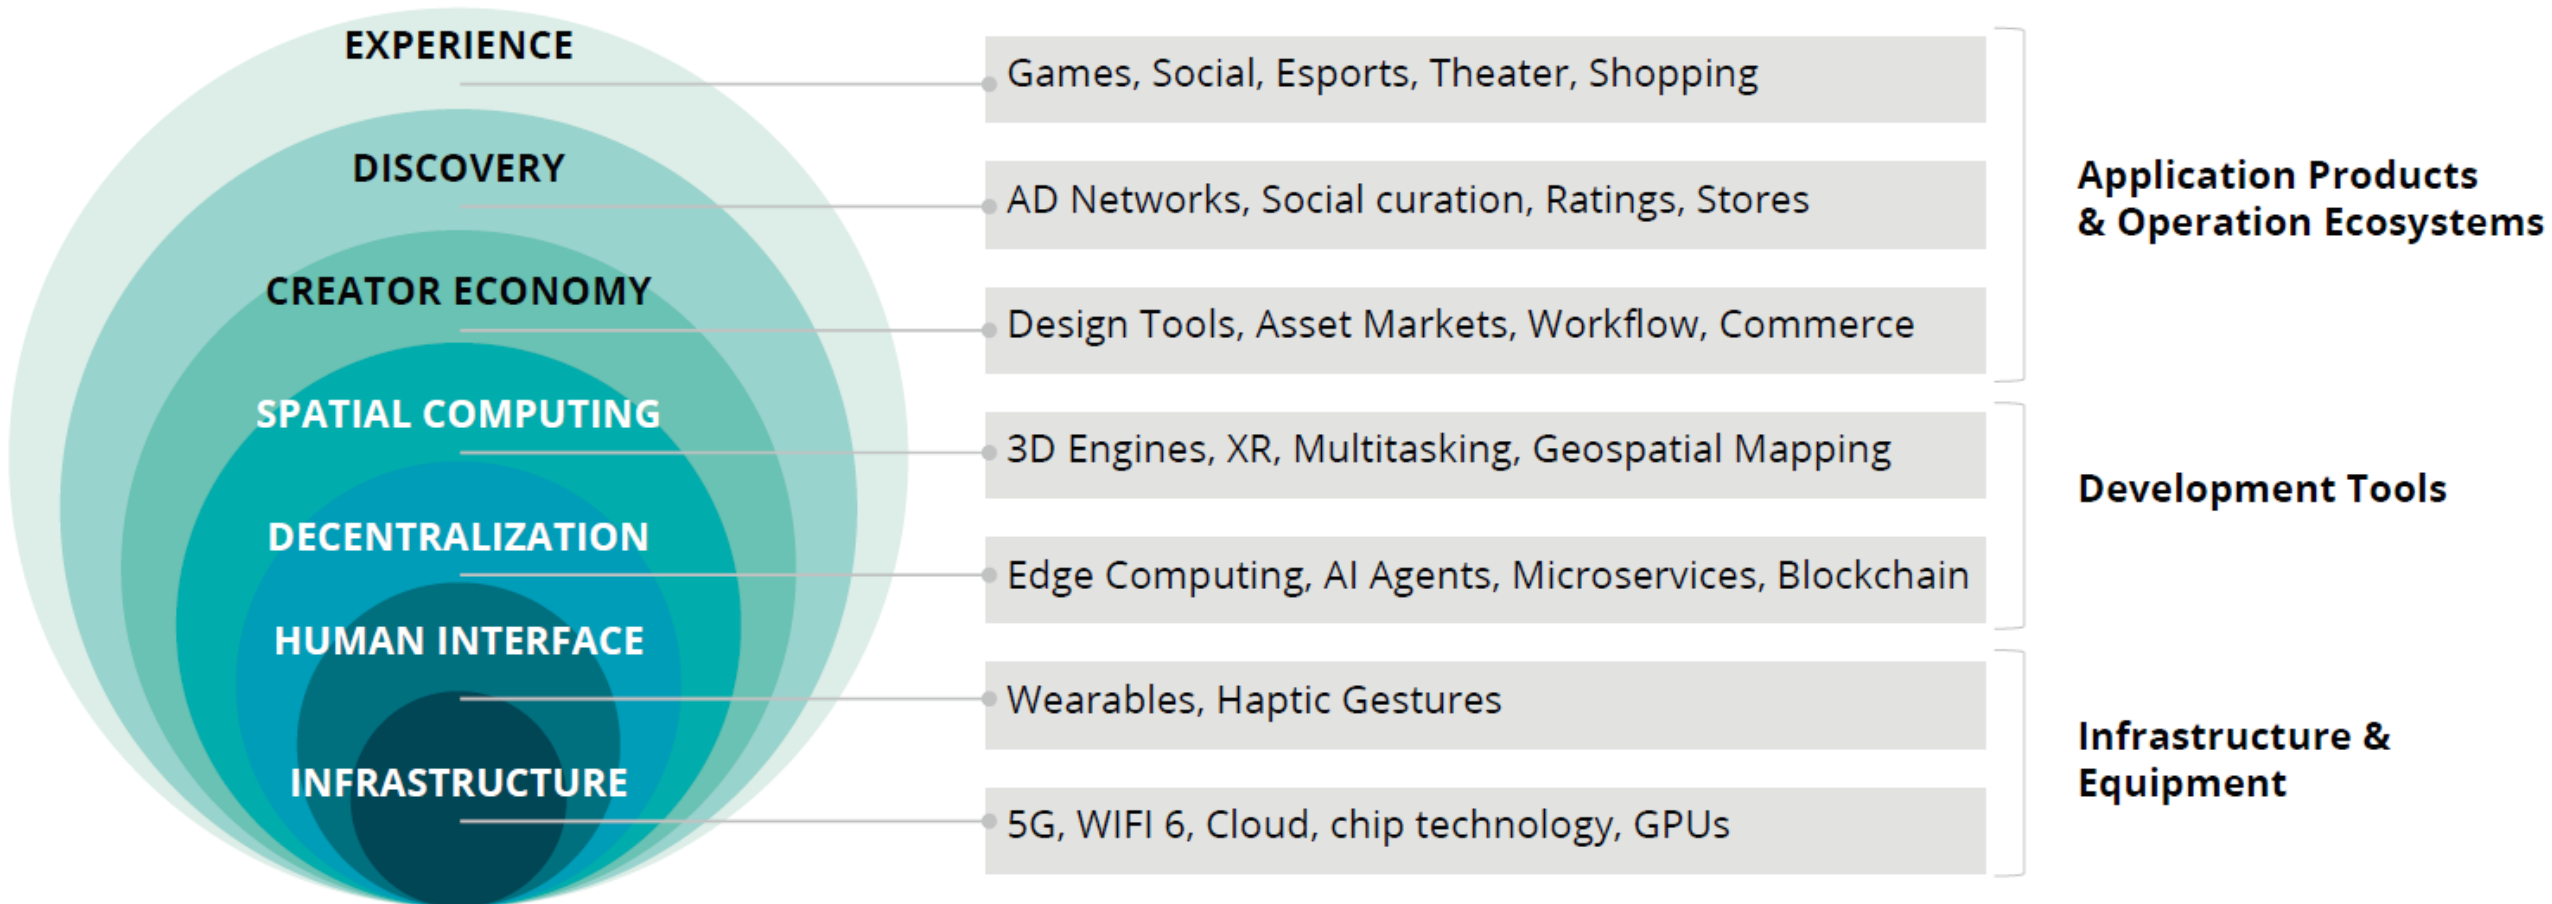 EXPERIENCE
Games, Social, Esports, Theater, Shopping
DISCOVERY
AD Networks, Social curation, Ratings, Stores
CREATOR ECONOMY
Design Tools, Asset Markets, Workflow, Commerce
Application Products
& Operation Ecosystems
SPATIAL COMPUTING
3D Engines, XR, Multitasking, Geospatial Mapping
DECENTRALIZATION
Edge Computing, AI Agents, Microservices, Blockchain
Development Tools
HUMAN INTERFACE
Wearables, Haptic Gestures
INFRASTRUCTURE
5G, WIFI 6, Cloud, chip technology, GPUs
Infrastructure &
Equipment